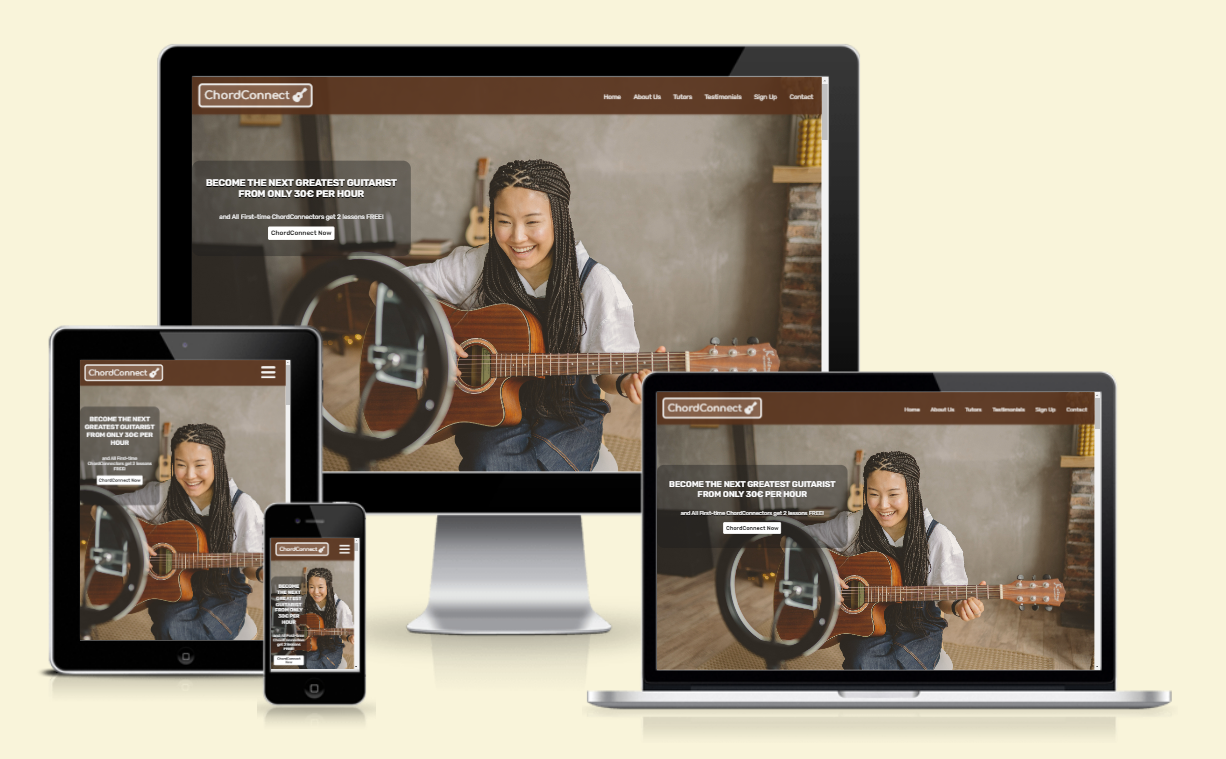 ChordConnect
Home About Us Tutors Testimonials Sign Up Contact
BECOME THE NEXT GREATEST GUITARIST
FROM ONLY 30€ PER HOUR
and All First-time ChordConnectors get 2 lessons FREE!
ChordConnect Now
ChordConnect
BECOME THE NEXT
GREATEST GUITARIST
FROM ONLY 30€ PER
HOUR
and All First-time
ChordConnectors get 2 lessons
FREE!
ChordConnect Now
ChordConnect
BECOME
THE NEXT
GREATEST
GUITARIST
FROM ONLY
30€ PER
HOUR
and All First-time
ChordConnectors
get 2 lessons
FREE!
ChordConnect
Now
ChordConnect
Home About Us Tutors Testimonials Sign Up Contact
BECOME THE NEXT GREATEST GUITARIST
FROM ONLY 30€ PER HOUR
and All First-time ChordConnectors get 2 lessons FREE!
ChordConnect Now